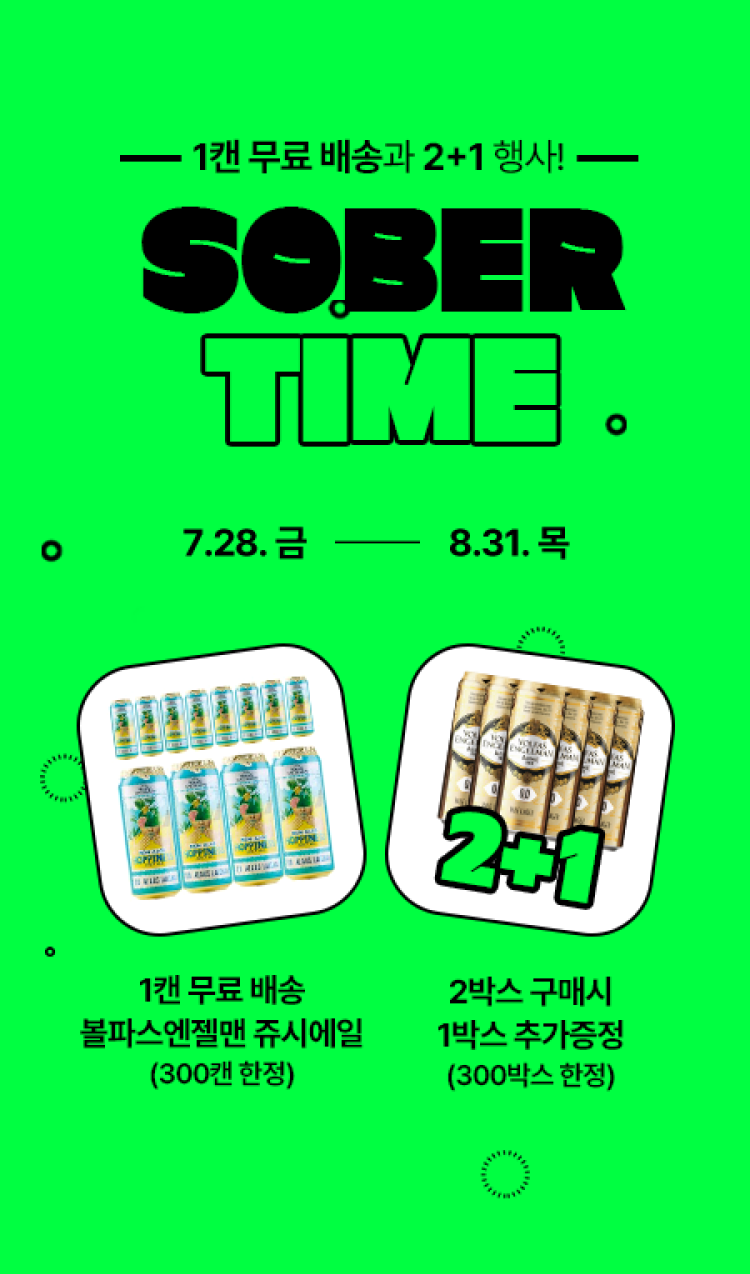 1캔 무료 배송과 2+1 행사!
SOBER
TIME
7.28. 금 8.31. 목
VOLFAS
ENGELMAN
2+1
1캔 무료 배송
볼파스엔젤맨 쥬시에일
(300캔 한정)
2박스 구매시
1박스 추가증정
(300박스 한정)